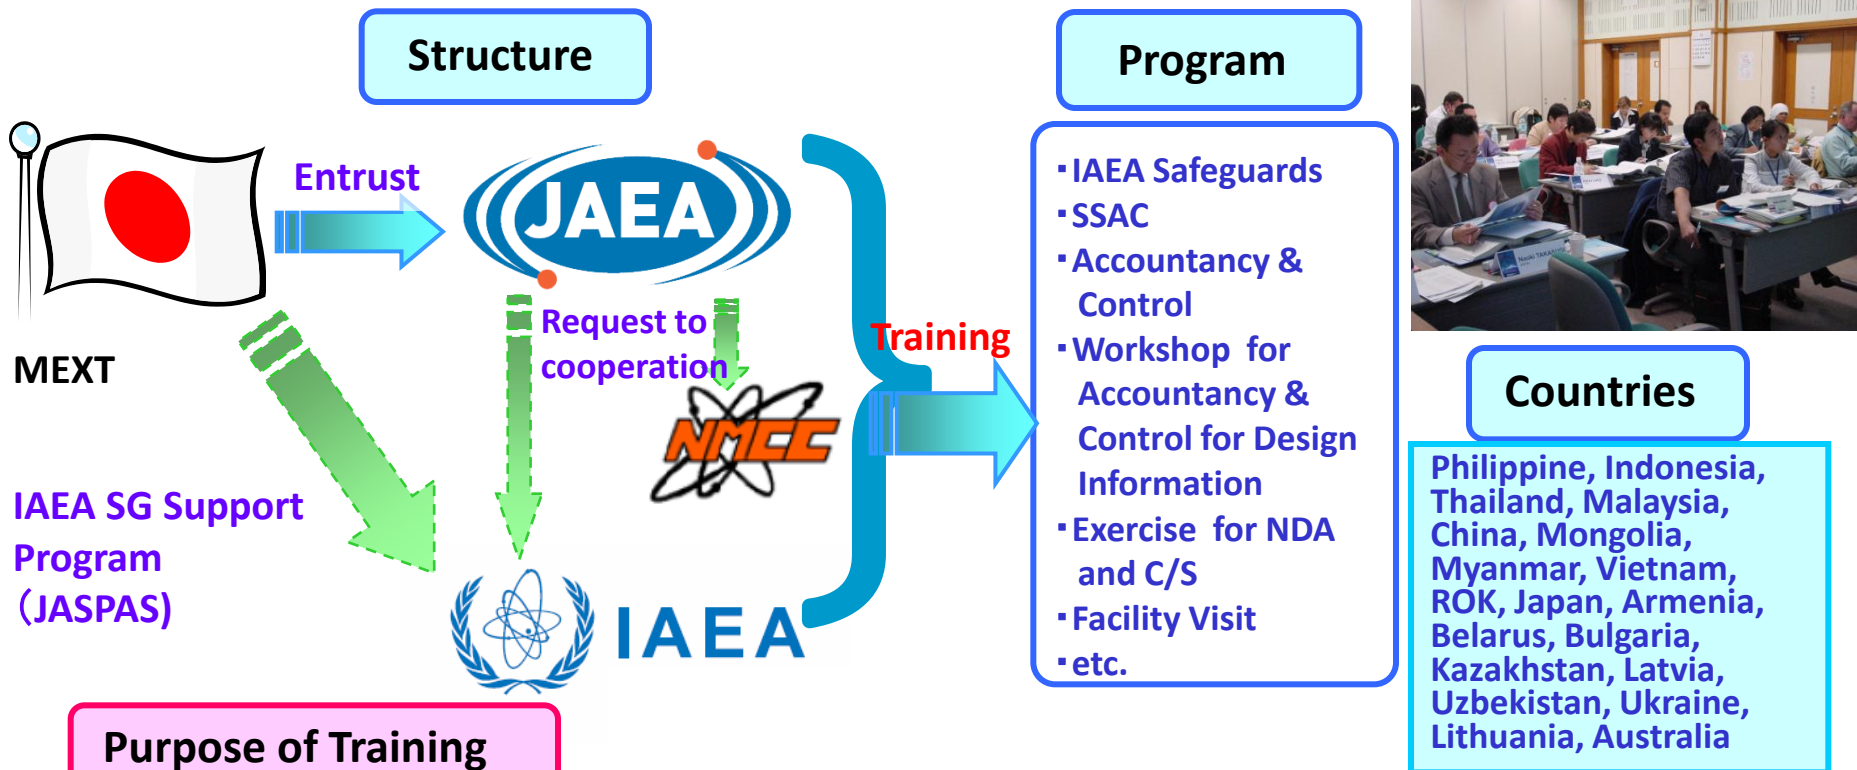 Structure
Entrust
JAEA
MEXT
Request to
cooperation
NMCC
IAEA SG Support
Program
（JASPAS)
IAEA
Training
Program
▪IAEA Safeguards
▪SSAC
▪Accountancy &
Control
▪Workshop for
Accountancy &
Control for Design
Information
▪Exercise for NDA
and C/S
▪Facility Visit
▪etc.
Naoki TAKA
Countries
Philippine, Indonesia,
Thailand, Malaysia,
China, Mongolia,
Myanmar, Vietnam,
ROK, Japan, Armenia,
Belarus, Bulgaria,
Kazakhstan, Latvia,
Uzbekistan, Ukraine,
Lithuania, Australia
Purpose of Training